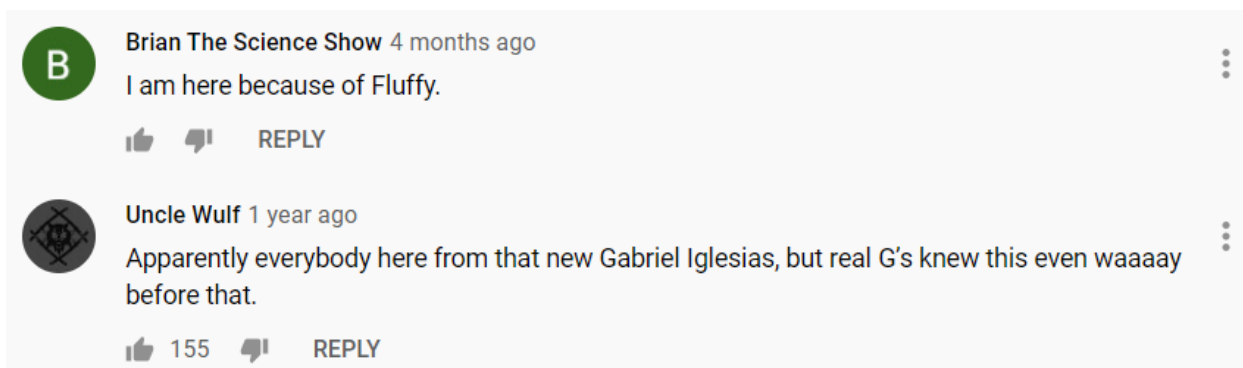 B
Brian The Science Show 4 months ago
I am here because of Fluffy.
REPLY
Uncle Wulf 1 year ago
Apparently everybody here from that new Gabriel Iglesias, but real G’s knew this even waaaay
before that.
155 REPLY